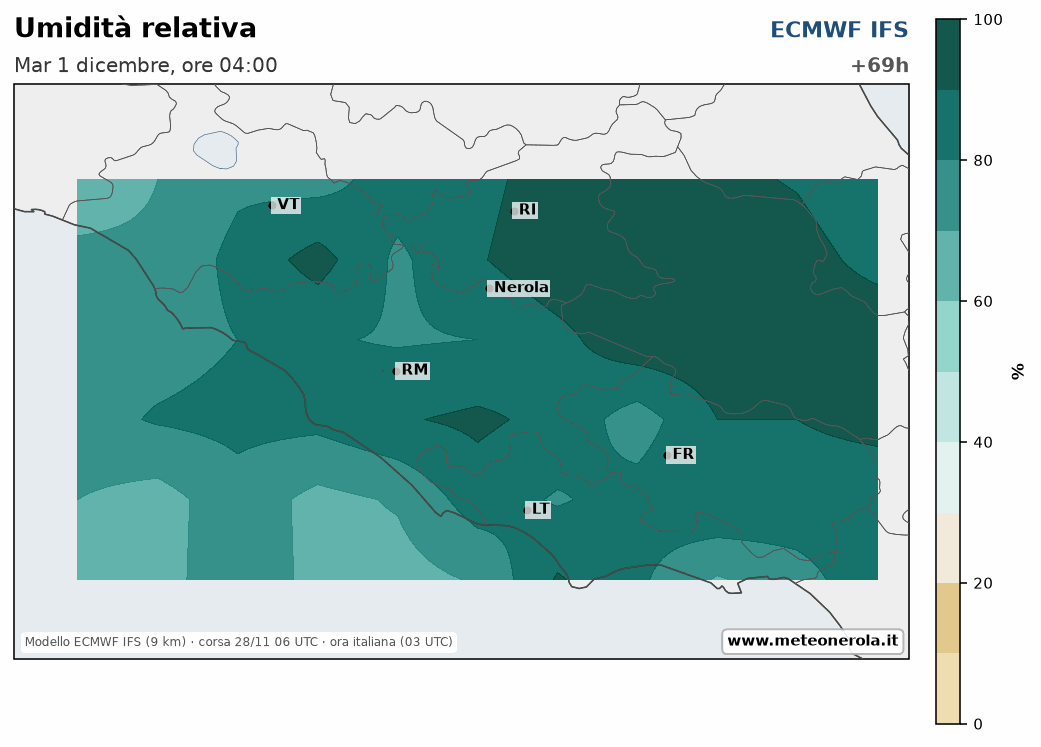 Umidità relativa
ECMWF IFS
Mar 1 dicembre, ore 04:00
+69h
VT
RI
Nerola
RM
FR
LT
100
80
60
40
20
0
%
Modello ECMWF IFS (9 km) · corsa 28/11 06 UTC · ora italiana (03 UTC)
www.meteonerola.it